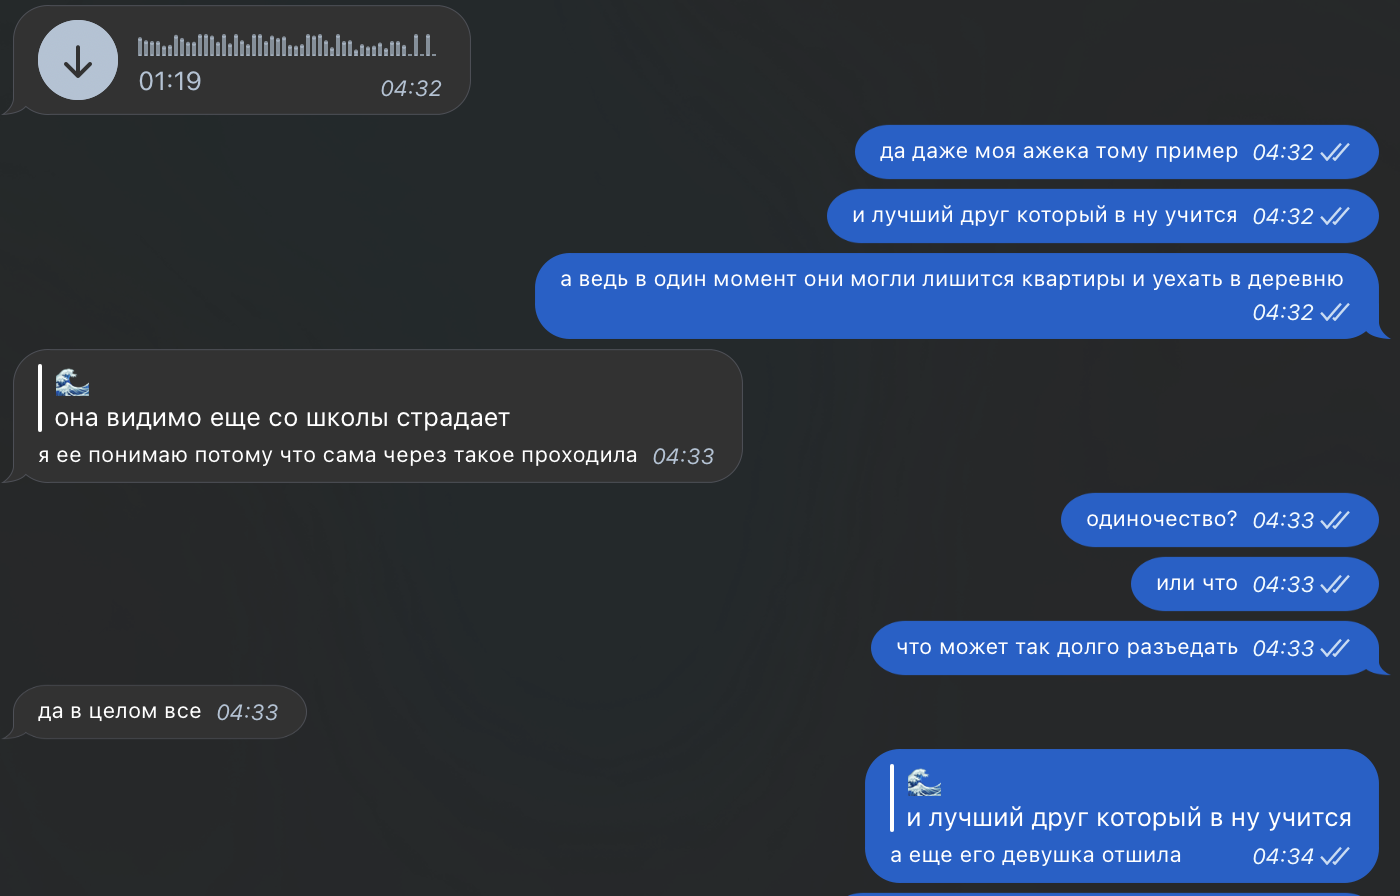 01:19 04:32
да даже моя ажека тому пример 04:32
и лучший друг который в ну учится 04:32
а ведь в один момент они могли лишится квартиры и уехать в деревню
04:32
🌊
она видимо еще со школы страдает
я ее понимаю потому что сама через такое проходила 04:33
одиночество? 04:33
или что 04:33
что может так долго разъедать 04:33
да в целом все 04:33
🌊
и лучший друг который в ну учится
а еще его девушка отшила 04:34